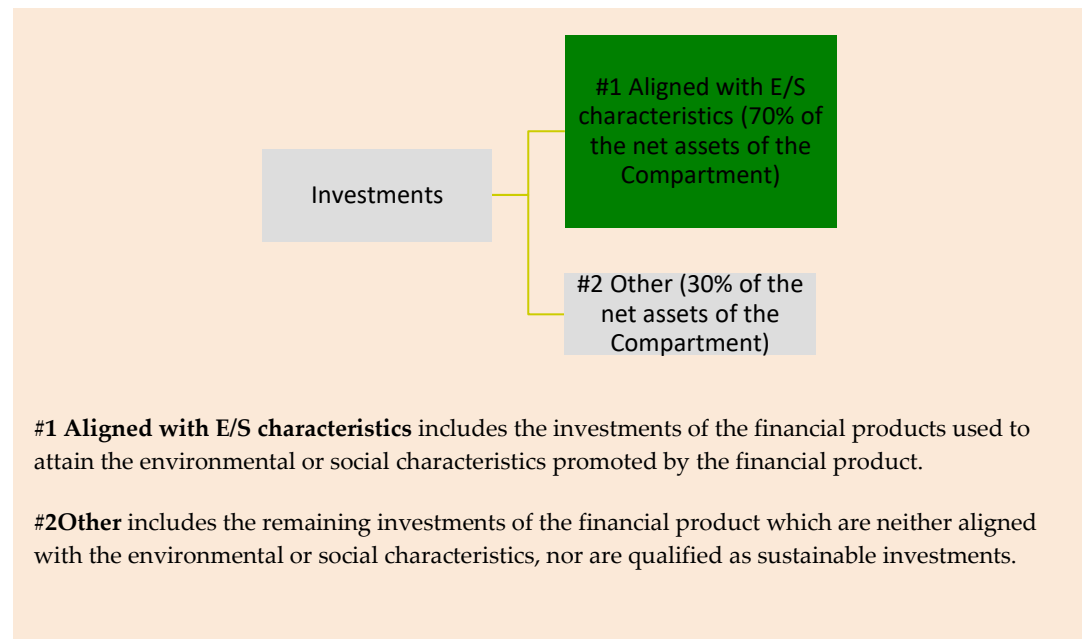 #1 Aligned with E/S
characteristics (70% of
the net assets of the
Compartment)
Investments
#2 Other (30% of the
net assets of the
Compartment)
#1 Aligned with E/S characteristics includes the investments of the financial products used to
attain the environmental or social characteristics promoted by the financial product.
#2Other includes the remaining investments of the financial product which are neither aligned
with the environmental or social characteristics, nor are qualified as sustainable investments.